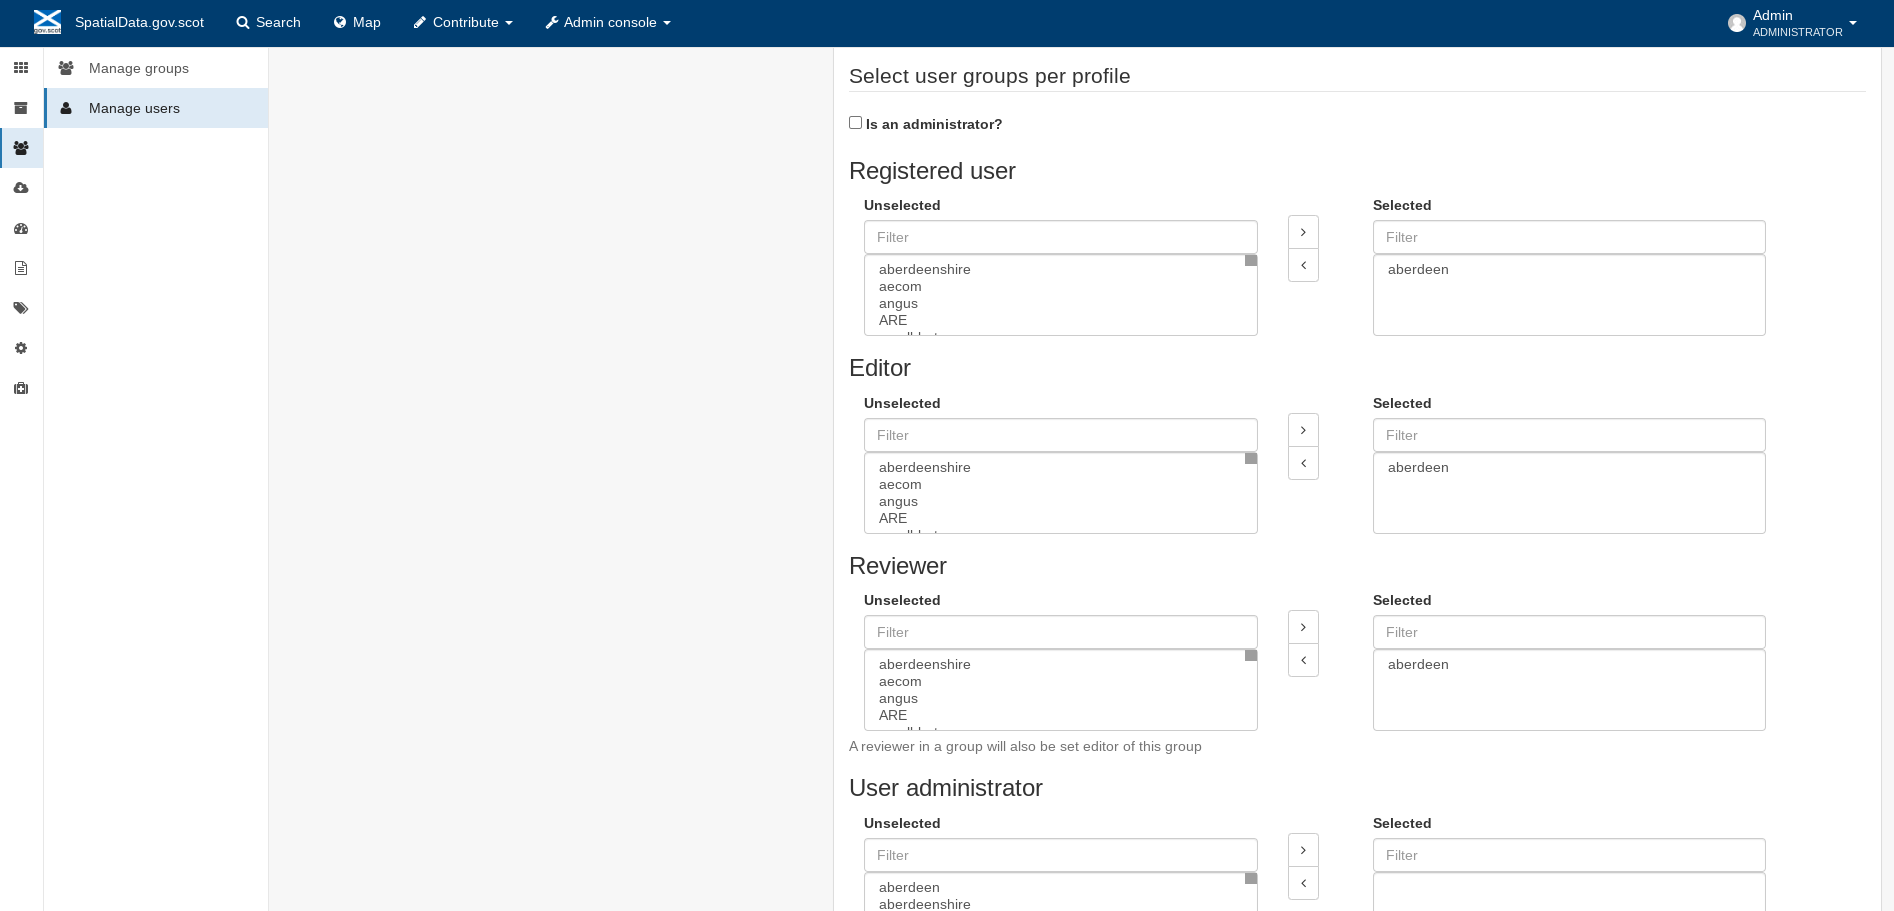 SpatialData.gov.scot Search Map Contribute Admin console Admin
ADMINISTRATOR
Manage groups
Manage users
Select user groups per profile
Is an administrator?
Registered user
Unselected Selected
Filter Filter
aberdeenshire aberdeen
aecom
angus
ARE
Editor
Unselected Selected
Filter Filter
aberdeenshire aberdeen
aecom
angus
ARE
Reviewer
Unselected Selected
Filter Filter
aberdeenshire aberdeen
aecom
angus
ARE
A reviewer in a group will also be set editor of this group
User administrator
Unselected Selected
Filter Filter
aberdeen
aberdeenshire